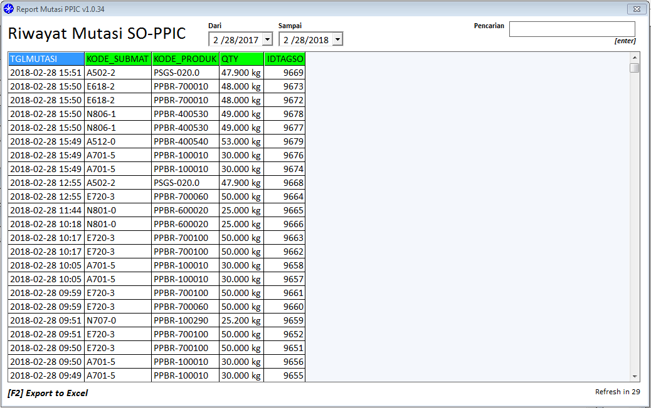 Report Mutasi PPIC v1.0.34
Riwayat Mutasi SO-PPIC
Dari
2 /28/2017
Sampai
2 /28/2018
Pencarian
[enter]
TGLMUTASI KODE_SUBMAT KODE_PRODUK QTY IDTAGSO
2018-02-28 15:51 A502-2 PSGS-020.0 47.900 kg 9669
2018-02-28 15:50 E618-2 PPBR-700010 48.000 kg 9673
2018-02-28 15:50 E618-2 PPBR-700010 48.000 kg 9672
2018-02-28 15:50 N806-1 PPBR-400530 49.000 kg 9678
2018-02-28 15:50 N806-1 PPBR-400530 49.000 kg 9677
2018-02-28 15:49 A512-0 PPBR-400540 53.000 kg 9679
2018-02-28 15:49 A701-5 PPBR-100010 30.000 kg 9676
2018-02-28 15:49 A701-5 PPBR-100010 30.000 kg 9674
2018-02-28 12:55 A502-2 PSGS-020.0 47.900 kg 9668
2018-02-28 12:55 E720-3 PPBR-700060 50.000 kg 9664
2018-02-28 11:44 N801-0 PPBR-600020 25.000 kg 9665
2018-02-28 10:18 N801-0 PPBR-600020 25.000 kg 9666
2018-02-28 10:17 E720-3 PPBR-700100 50.000 kg 9663
2018-02-28 10:17 E720-3 PPBR-700100 50.000 kg 9662
2018-02-28 10:05 A701-5 PPBR-100010 30.000 kg 9658
2018-02-28 10:05 A701-5 PPBR-100010 30.000 kg 9657
2018-02-28 09:59 E720-3 PPBR-700100 50.000 kg 9661
2018-02-28 09:59 E720-3 PPBR-700060 50.000 kg 9660
2018-02-28 09:51 N707-0 PPBR-100290 25.200 kg 9659
2018-02-28 09:51 E720-3 PPBR-700100 50.000 kg 9652
2018-02-28 09:50 E720-3 PPBR-700100 50.000 kg 9651
2018-02-28 09:50 A701-5 PPBR-100010 30.000 kg 9656
2018-02-28 09:49 A701-5 PPBR-100010 30.000 kg 9655
[F2] Export to Excel
Refresh in 29